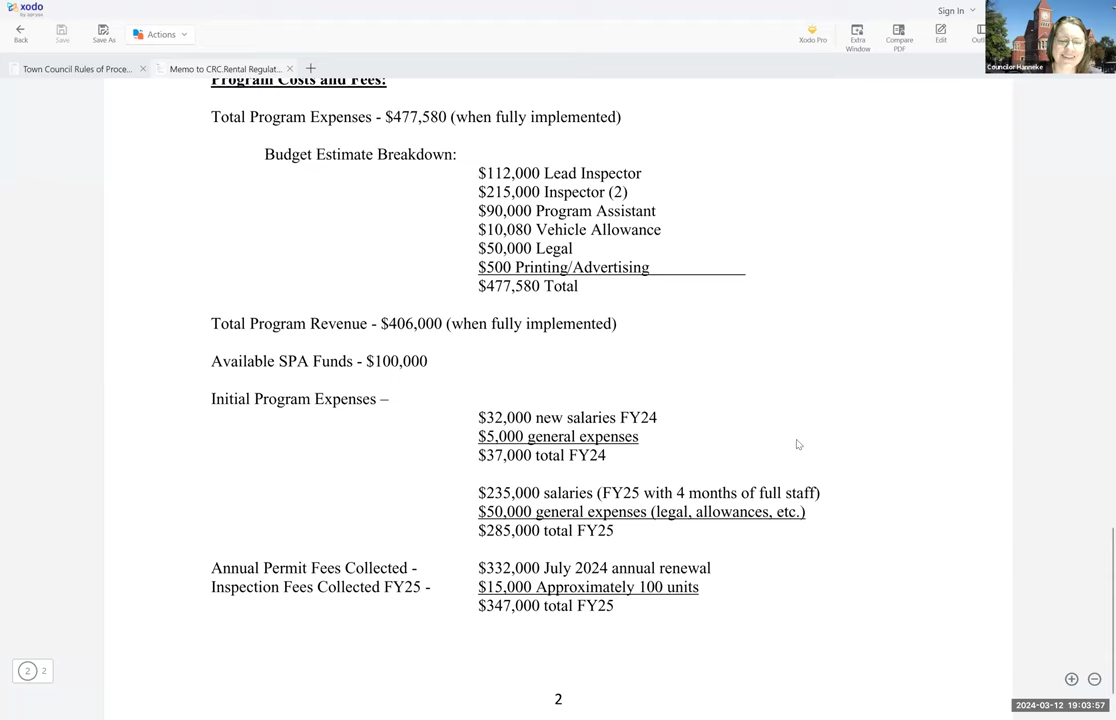 xodo
by apryse
Sign In
Back
Save
Save As
Actions
Xodo Pro
Extra Window
Compare PDF
Edit
Councilor Hanneke
Town Council Rules of Proce...
Memo to CRC.Rental Regulat...
Program Costs and Fees:
Total Program Expenses - $477,580 (when fully implemented)
Budget Estimate Breakdown:
$112,000 Lead Inspector
$215,000 Inspector (2)
$90,000 Program Assistant
$10,080 Vehicle Allowance
$50,000 Legal
$500 Printing/Advertising
$477,580 Total
Total Program Revenue - $406,000 (when fully implemented)
Available SPA Funds - $100,000
Initial Program Expenses –
$32,000 new salaries FY24
$5,000 general expenses
$37,000 total FY24
$235,000 salaries (FY25 with 4 months of full staff)
$50,000 general expenses (legal, allowances, etc.)
$285,000 total FY25
Annual Permit Fees Collected - $332,000 July 2024 annual renewal
Inspection Fees Collected FY25 - $15,000 Approximately 100 units
$347,000 total FY25
2 2
2
2024-03-12 19:03:57